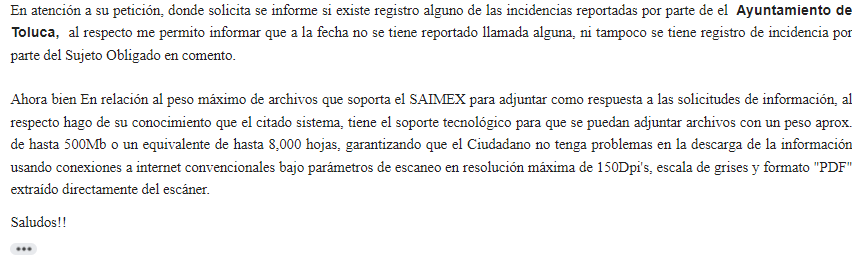 En atención a su petición, donde solicita se informe si existe registro alguno de las incidencias reportadas por parte de el Ayuntamiento de
Toluca, al respecto me permito informar que a la fecha no se tiene reportado llamada alguna, ni tampoco se tiene registro de incidencia por
parte del Sujeto Obligado en comento.
Ahora bien En relación al peso máximo de archivos que soporta el SAIMEX para adjuntar como respuesta a las solicitudes de información, al
respecto hago de su conocimiento que el citado sistema, tiene el soporte tecnológico para que se puedan adjuntar archivos con un peso aprox.
de hasta 500Mb o un equivalente de hasta 8,000 hojas, garantizando que el Ciudadano no tenga problemas en la descarga de la información
usando conexiones a internet convencionales bajo parámetros de escaneo en resolución máxima de 150Dpi's, escala de grises y formato "PDF"
extraído directamente del escáner.
Saludos!!